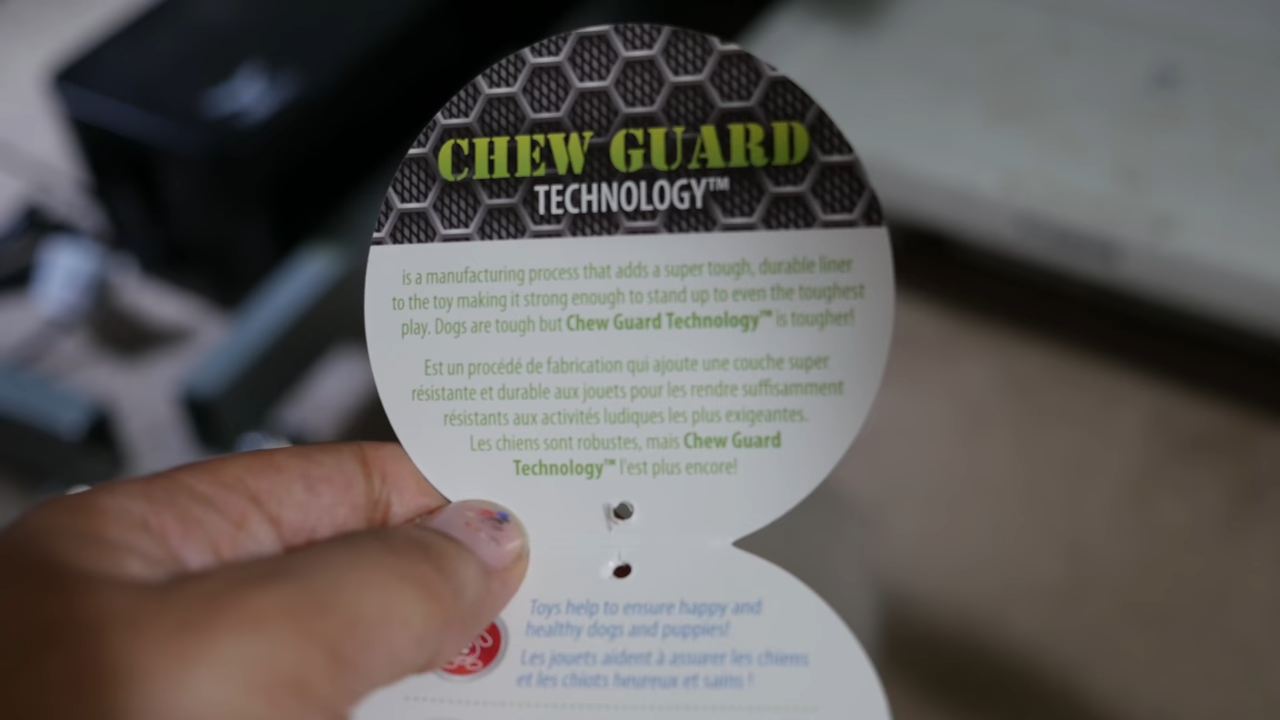 CHEW GUARD
TECHNOLOGY™
is a manufacturing process that adds a super tough, durable liner
to the toy making it strong enough to stand up to even the toughest
play. Dogs are tough but Chew Guard Technology™ is tougher!
Est un procédé de fabrication qui ajoute une couche super
résistante et durable aux jouets pour les rendre suffisamment
résistants aux activités ludiques les plus exigeantes.
Les chiens sont robustes, mais Chew Guard
Technology™ l'est plus encore!
Toys help to ensure happy and
healthy dogs and puppies!
Les jouets aident à assurer les chiens
et les chiots heureux et sains !